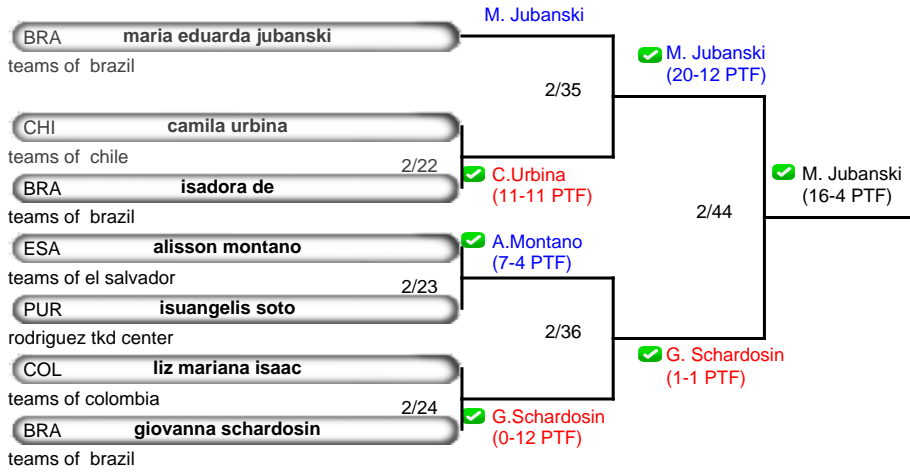 M. Jubanski
BRA maria eduarda jubanski
teams of  brazil
M. Jubanski
(20-12 PTF)
2/35
CHI camila urbina
teams of  chile
2/22
C.Urbina
(11-11 PTF)
BRA isadora de
teams of  brazil
M. Jubanski
(16-4 PTF)
2/44
ESA alisson montano
A.Montano
(7-4 PTF)
teams of el salvador
2/23
PUR isuangelis soto
rodriguez tkd center
2/36
G. Schardosin
(1-1 PTF)
COL liz mariana isaac
teams of colombia
2/24
G.Schardosin
(0-12 PTF)
BRA giovanna schardosin
teams of  brazil